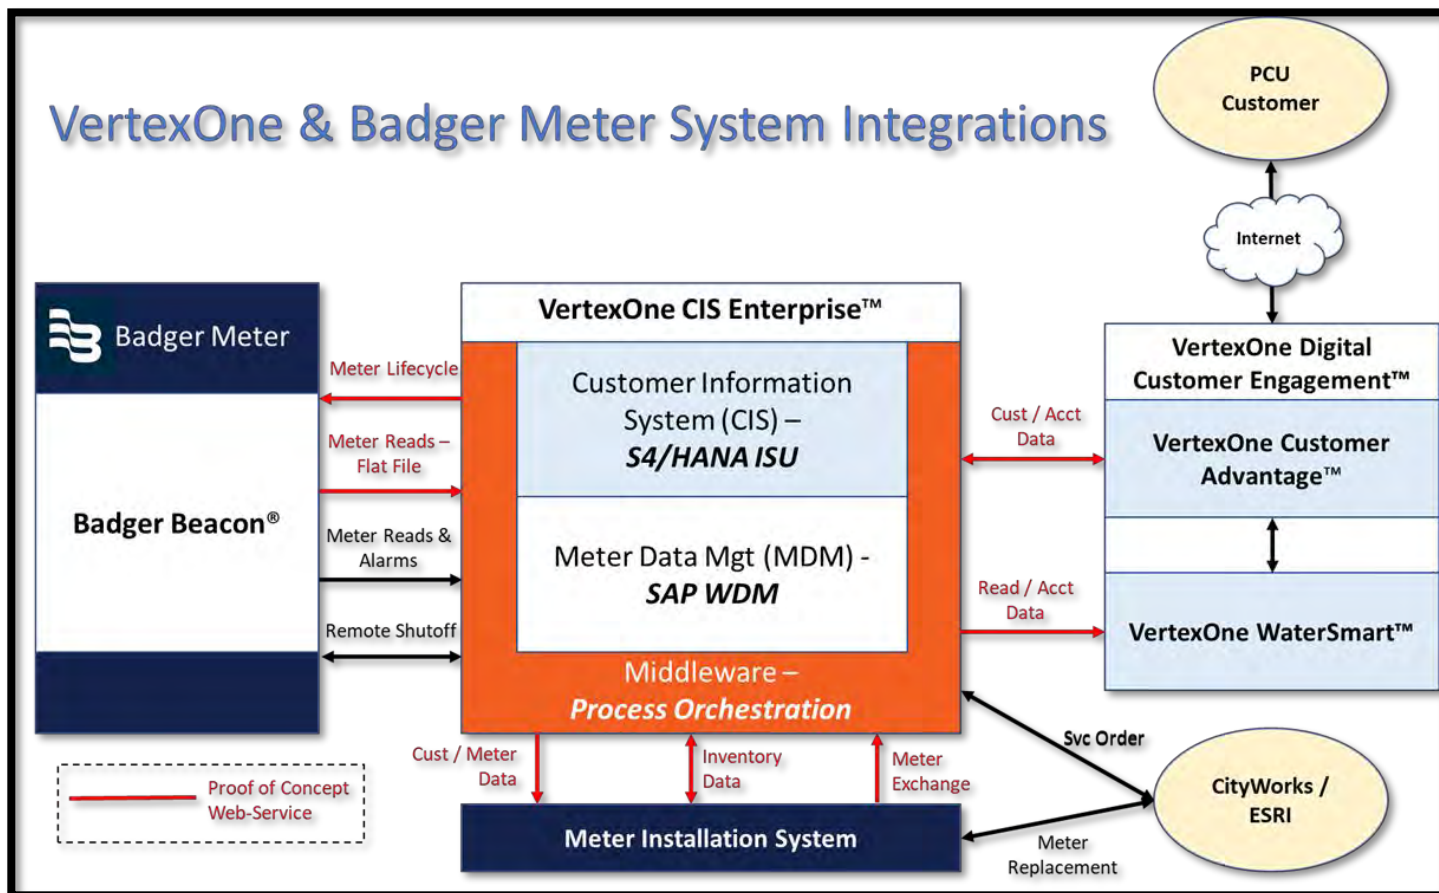 VertexOne & Badger Meter System Integrations
PCU
Customer
Internet
Badger Meter
Badger Beacon®
Meter Lifecycle
Meter Reads –
Flat File
Meter Reads &
Alarms
Remote Shutoff
VertexOne CIS Enterprise™
Customer Information
System (CIS) –
S4/HANA ISU
Meter Data Mgt (MDM) -
SAP WDM
Middleware –
Process Orchestration
Cust / Acct
Data
Read / Acct
Data
VertexOne Digital
Customer Engagement™
VertexOne Customer
Advantage™
VertexOne WaterSmart™
Svc Order
CityWorks /
ESRI
Meter
Replacement
Cust / Meter
Data
Inventory
Data
Meter
Exchange
Meter Installation System
Proof of Concept
Web-Service